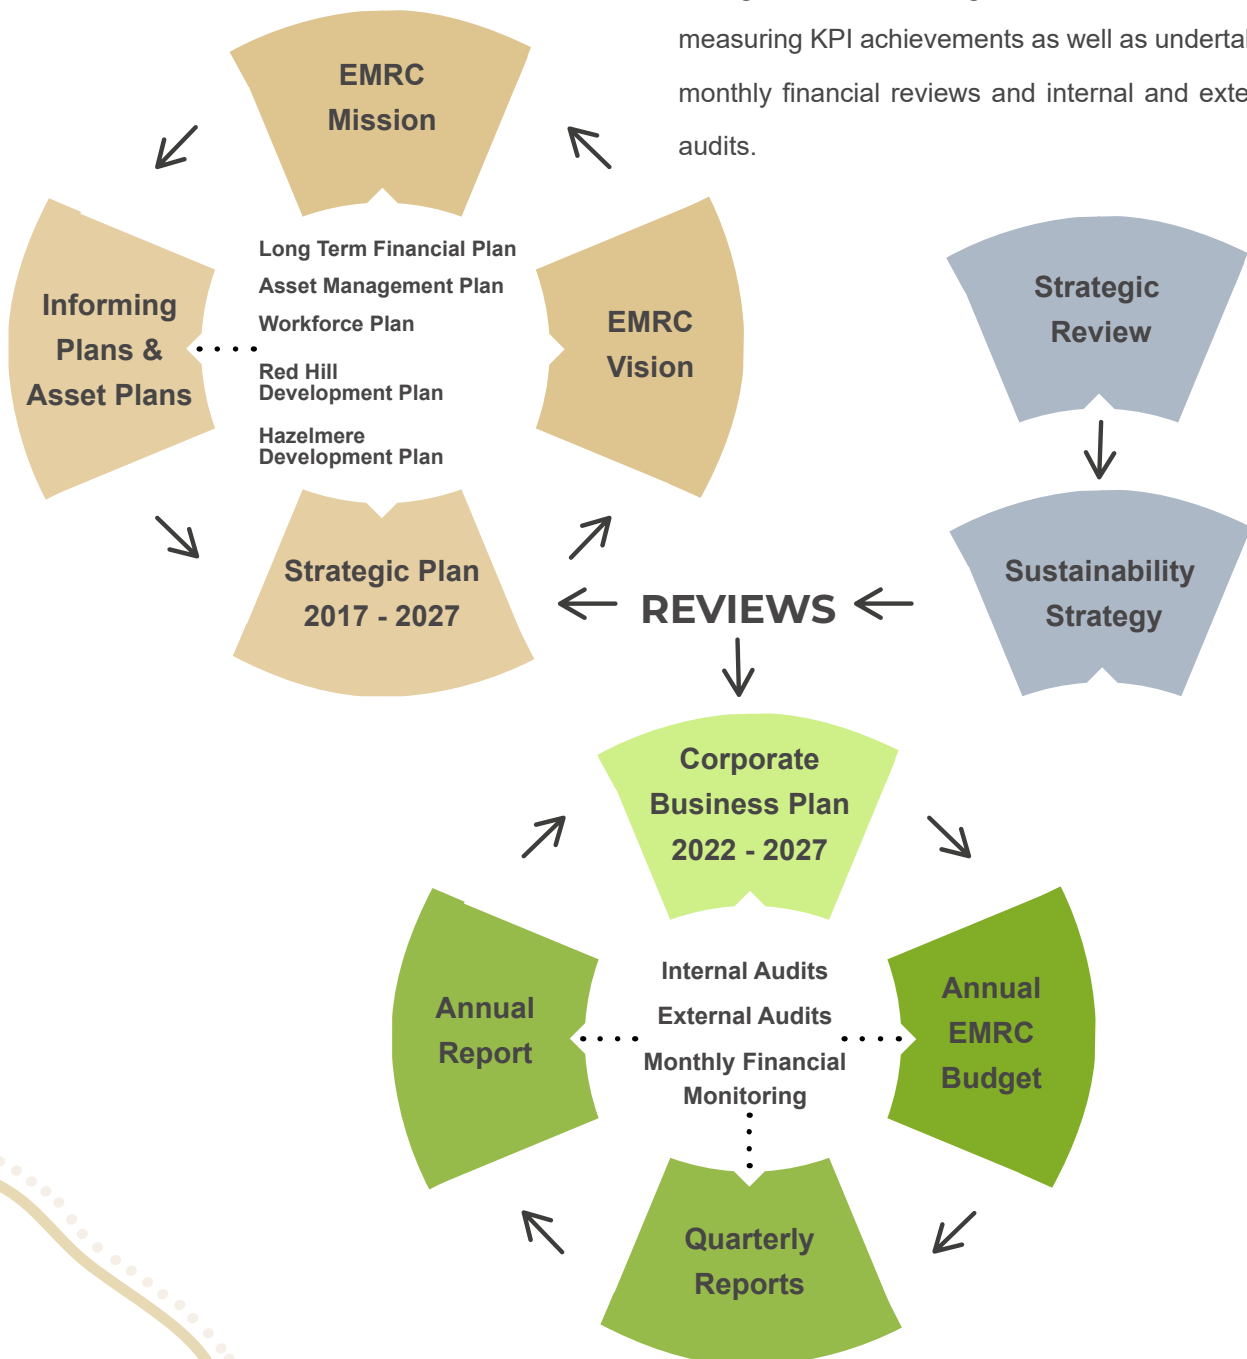 measuring KPI achievements as well as
monthly financial reviews and internal and
audits.
EMRC
Mission
Informing
Plans &
Asset Plans
Long Term Financial Plan
Asset Management Plan
Workforce Plan
Red Hill
Development Plan
Hazelmere
Development Plan
EMRC
Vision
Strategic Plan
2017 - 2027
Strategic
Review
Sustainability
Strategy
REVIEWS
Corporate
Business Plan
2022 - 2027
Annual
Report
Internal Audits
External Audits
Monthly Financial
Monitoring
Annual
EMRC
Budget
Quarterly
Reports